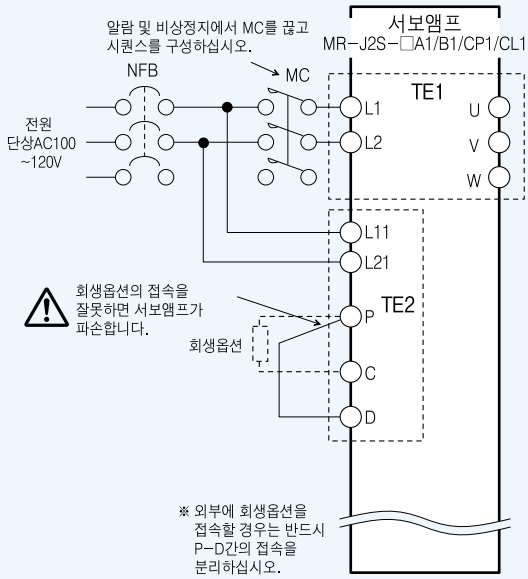 알람 및 비상정지에서 MC를 끊고
시퀀스를 구성하십시오.
서보앰프
MR-J2S-□A1/B1/CP1/CL1
NFB
MC
TE1
전원
단상AC100
~120V
L1
L2
U
V
W
L11
L21
TE2
회생옵션의 접속을
잘못하면 서보앰프가
파손합니다.
회생옵션
P
C
D
※ 외부에 회생옵션을
접속할 경우는 반드시
P-D간의 접속을
분리하십시오.